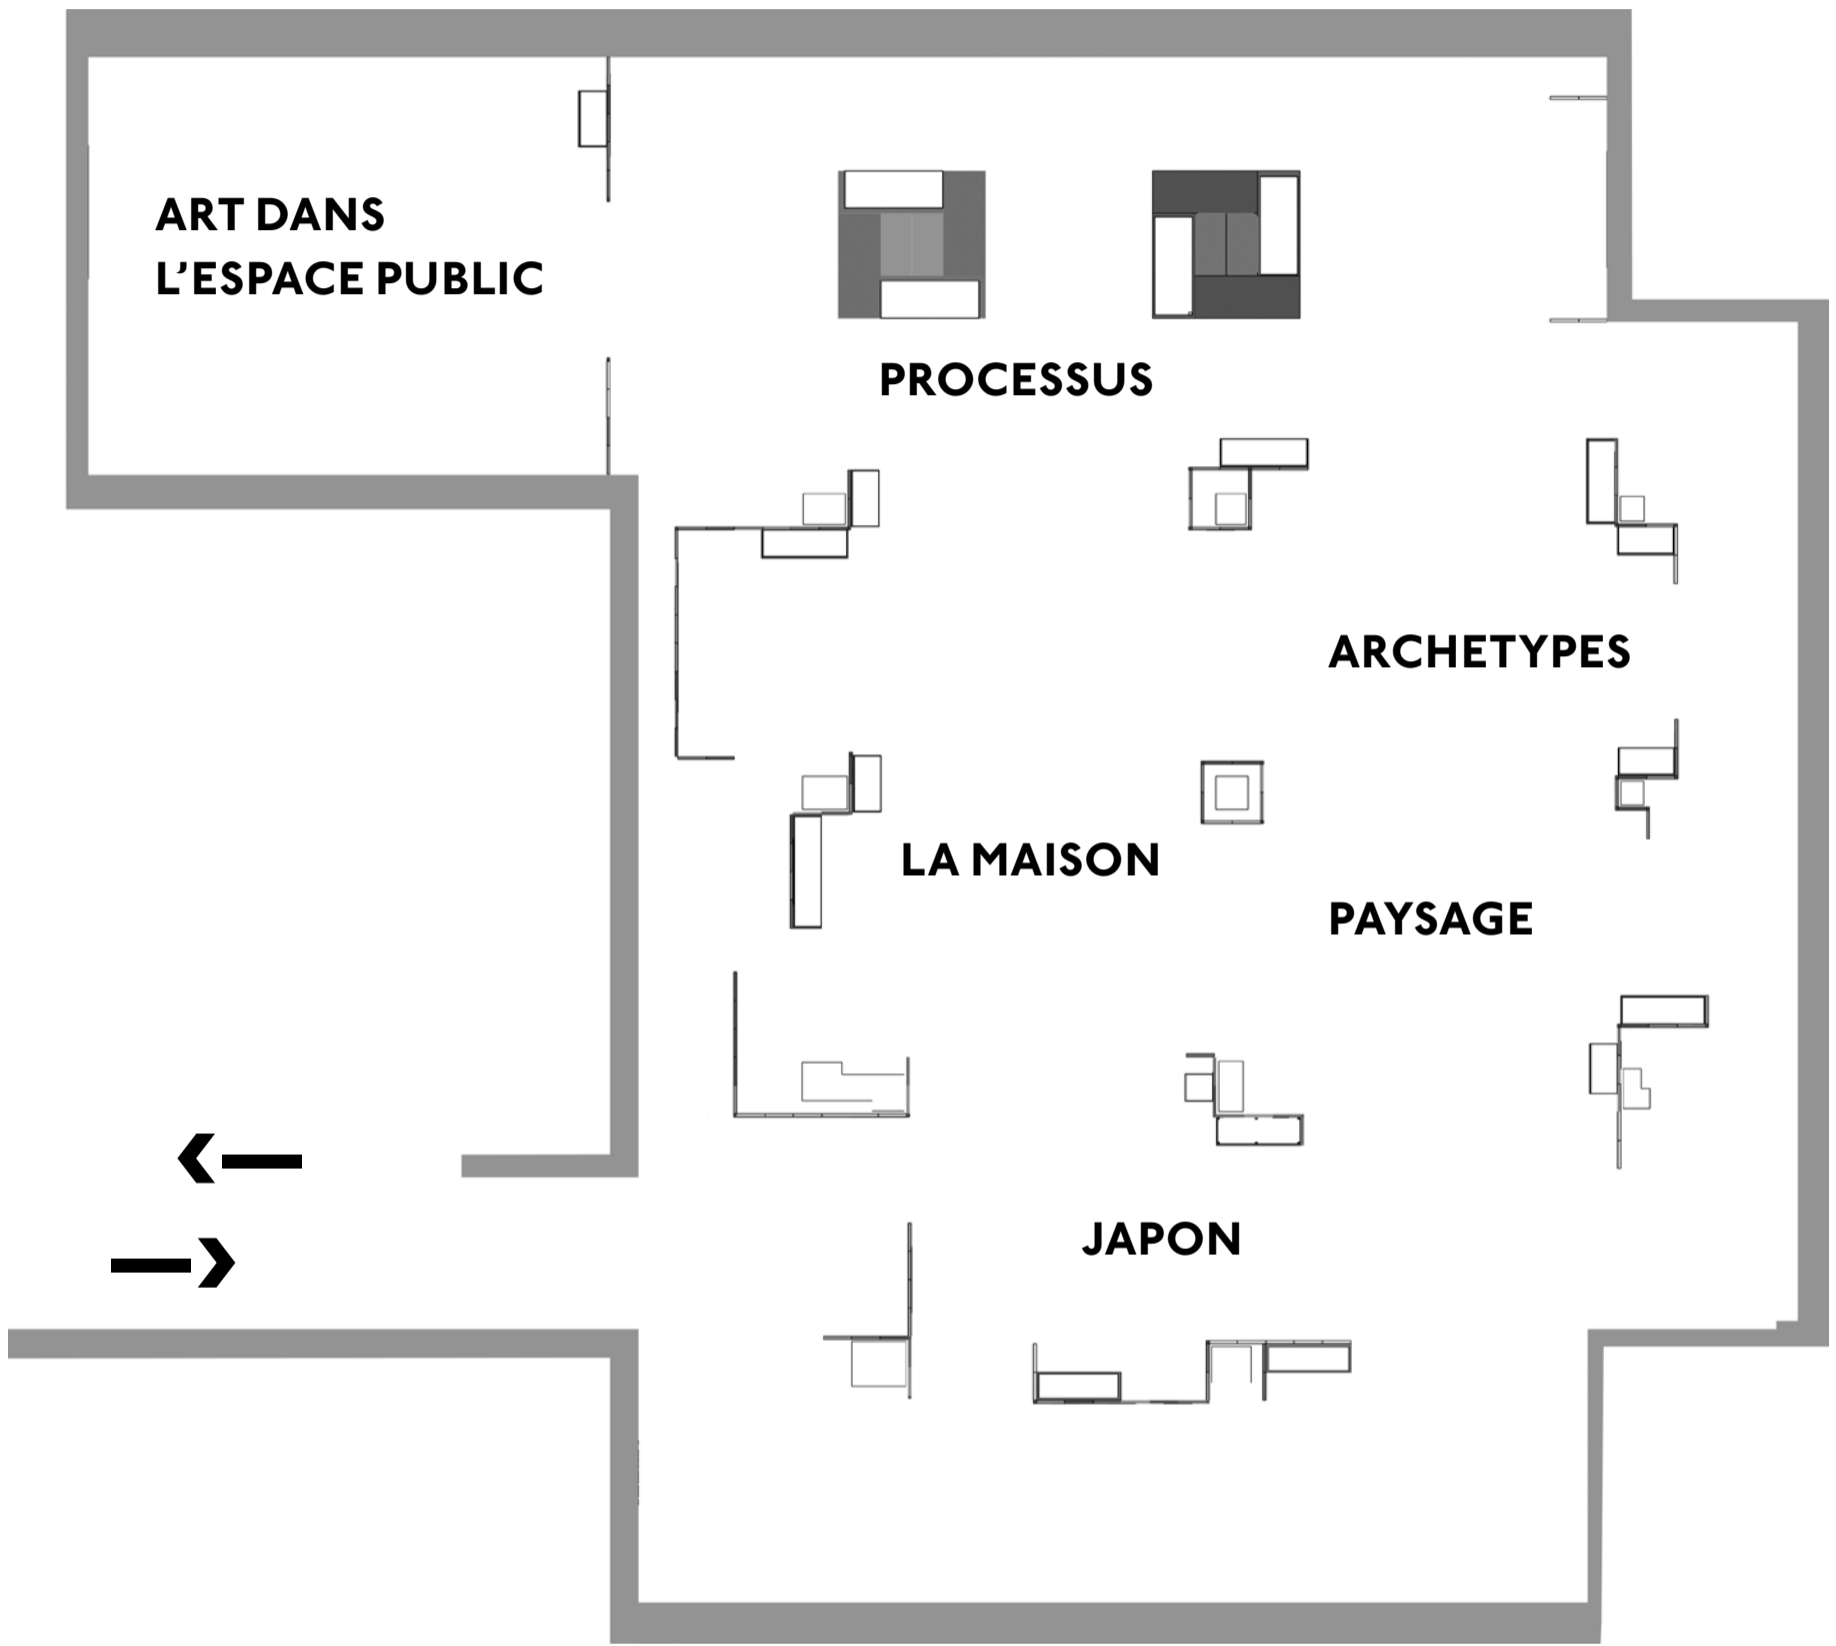 ART DANS
L’ESPACE PUBLIC
PROCESSUS
ARCHETYPES
LA MAISON
PAYSAGE
JAPON